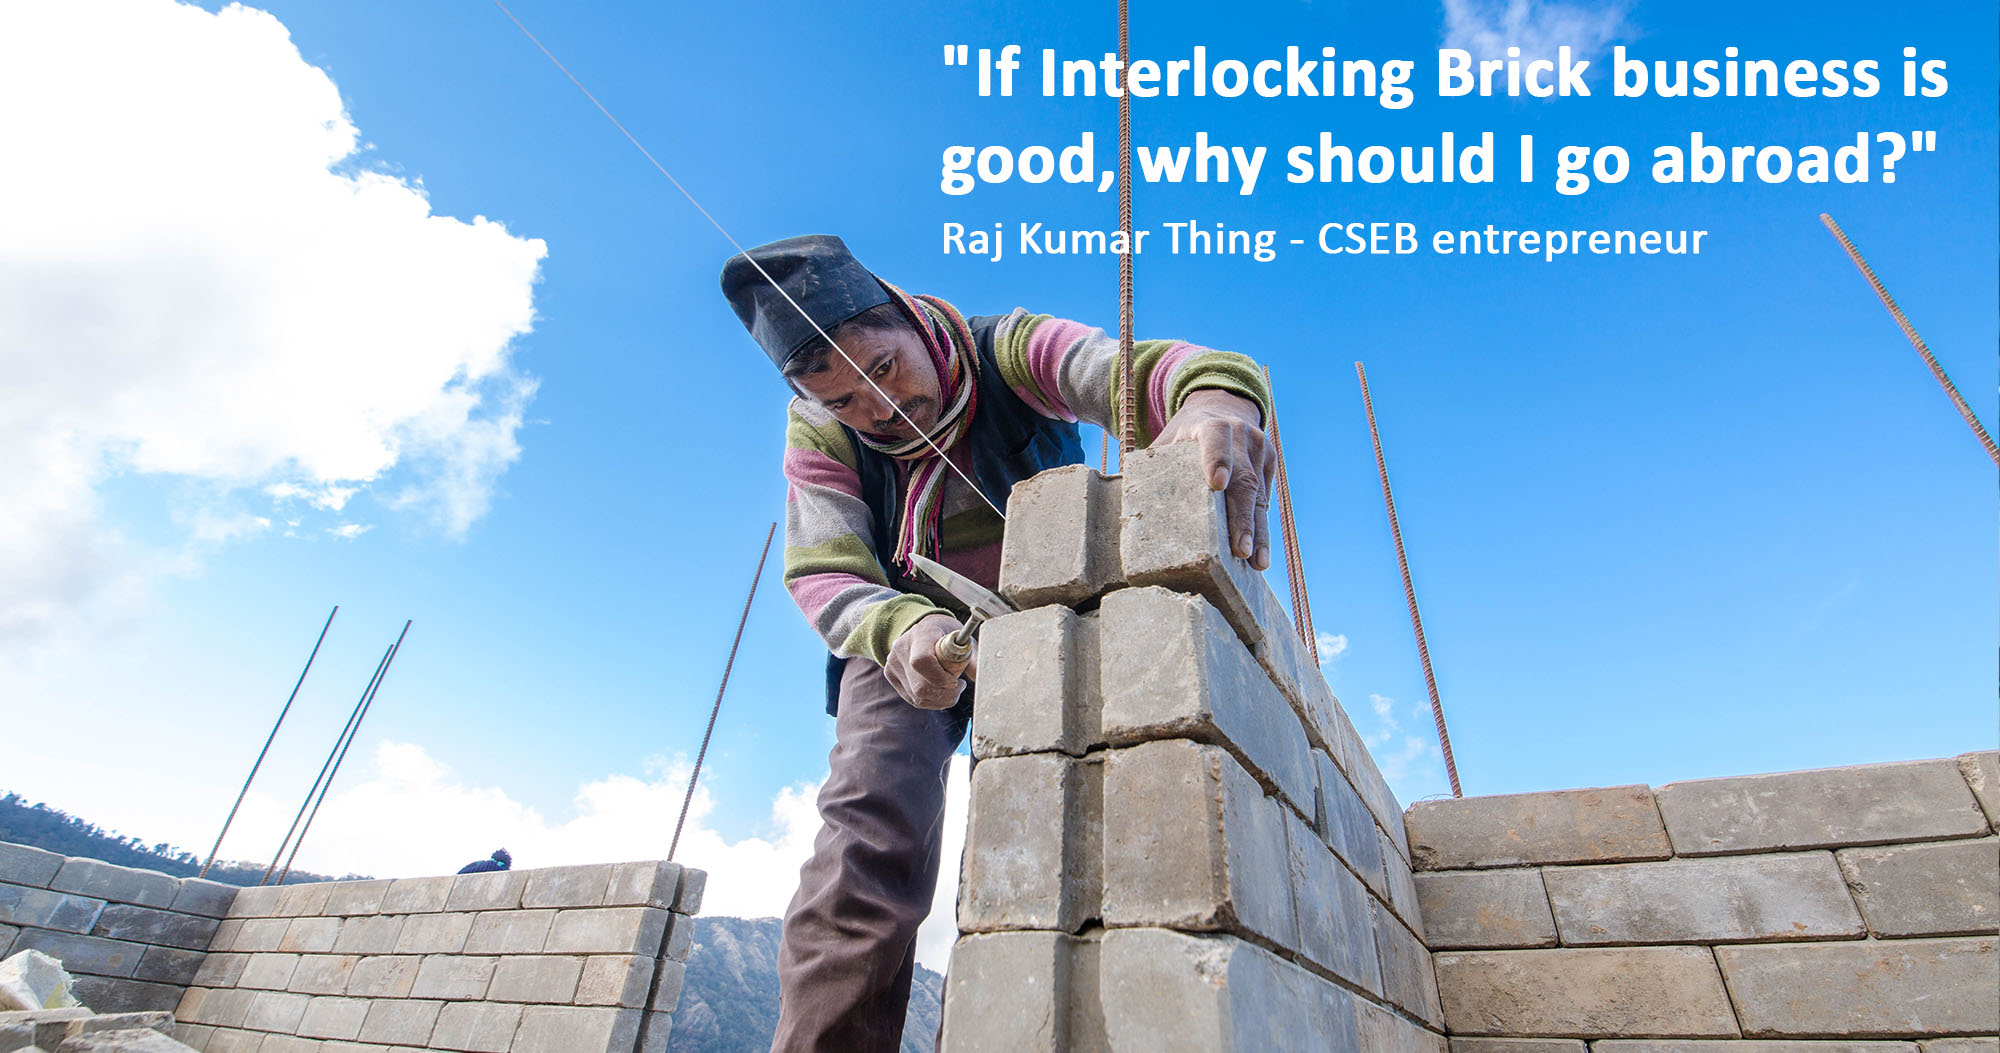 "If Interlocking Brick business is
good, why should I go abroad?"
Raj Kumar Thing - CSEB entrepreneur